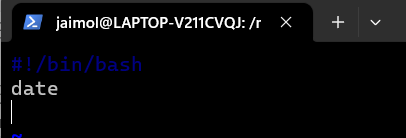 jaimol@LAPTOP-V211CVQJ: /r
#!/bin/bash
date
~